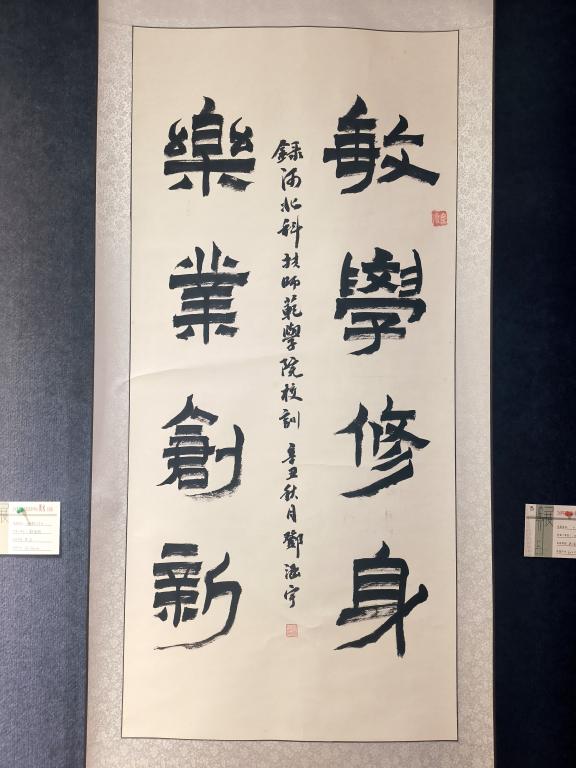 敏學修身
録河北科技師範學院校訓 辛丑秋月鄧涵宇
樂業創新